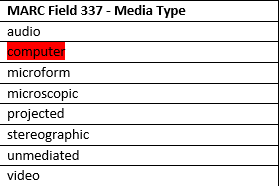 MARC Field 337 - Media Type
audio
computer
microform
microscopic
projected
stereographic
unmediated
video